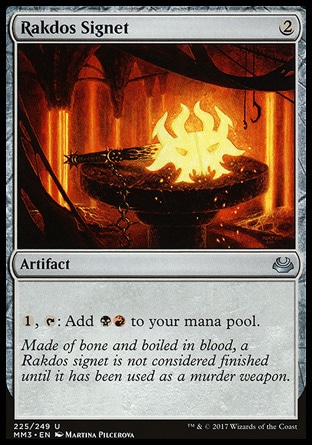 Rakdos Signet 2
Artifact
1, T: Add BR to your mana pool.
Made of bone and boiled in blood, a
Rakdos signet is not considered finished
until it has been used as a murder weapon.
225/249 U
MM3 • EN Martina Pilcerova
™ & © 2017 Wizards of the Coast